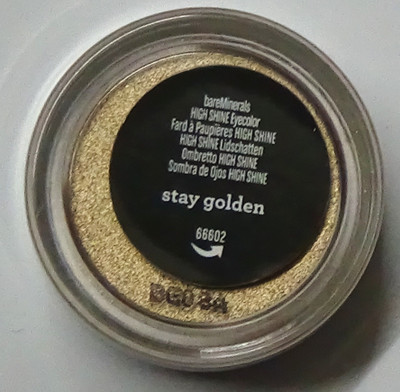 bareMinerals
HIGH SHINE Eyecolor
Fard à Paupières HIGH SHINE
HIGH SHINE Lidschatten
Ombretto HIGH SHINE
Sombra de Ojos HIGH SHINE
stay golden
66602